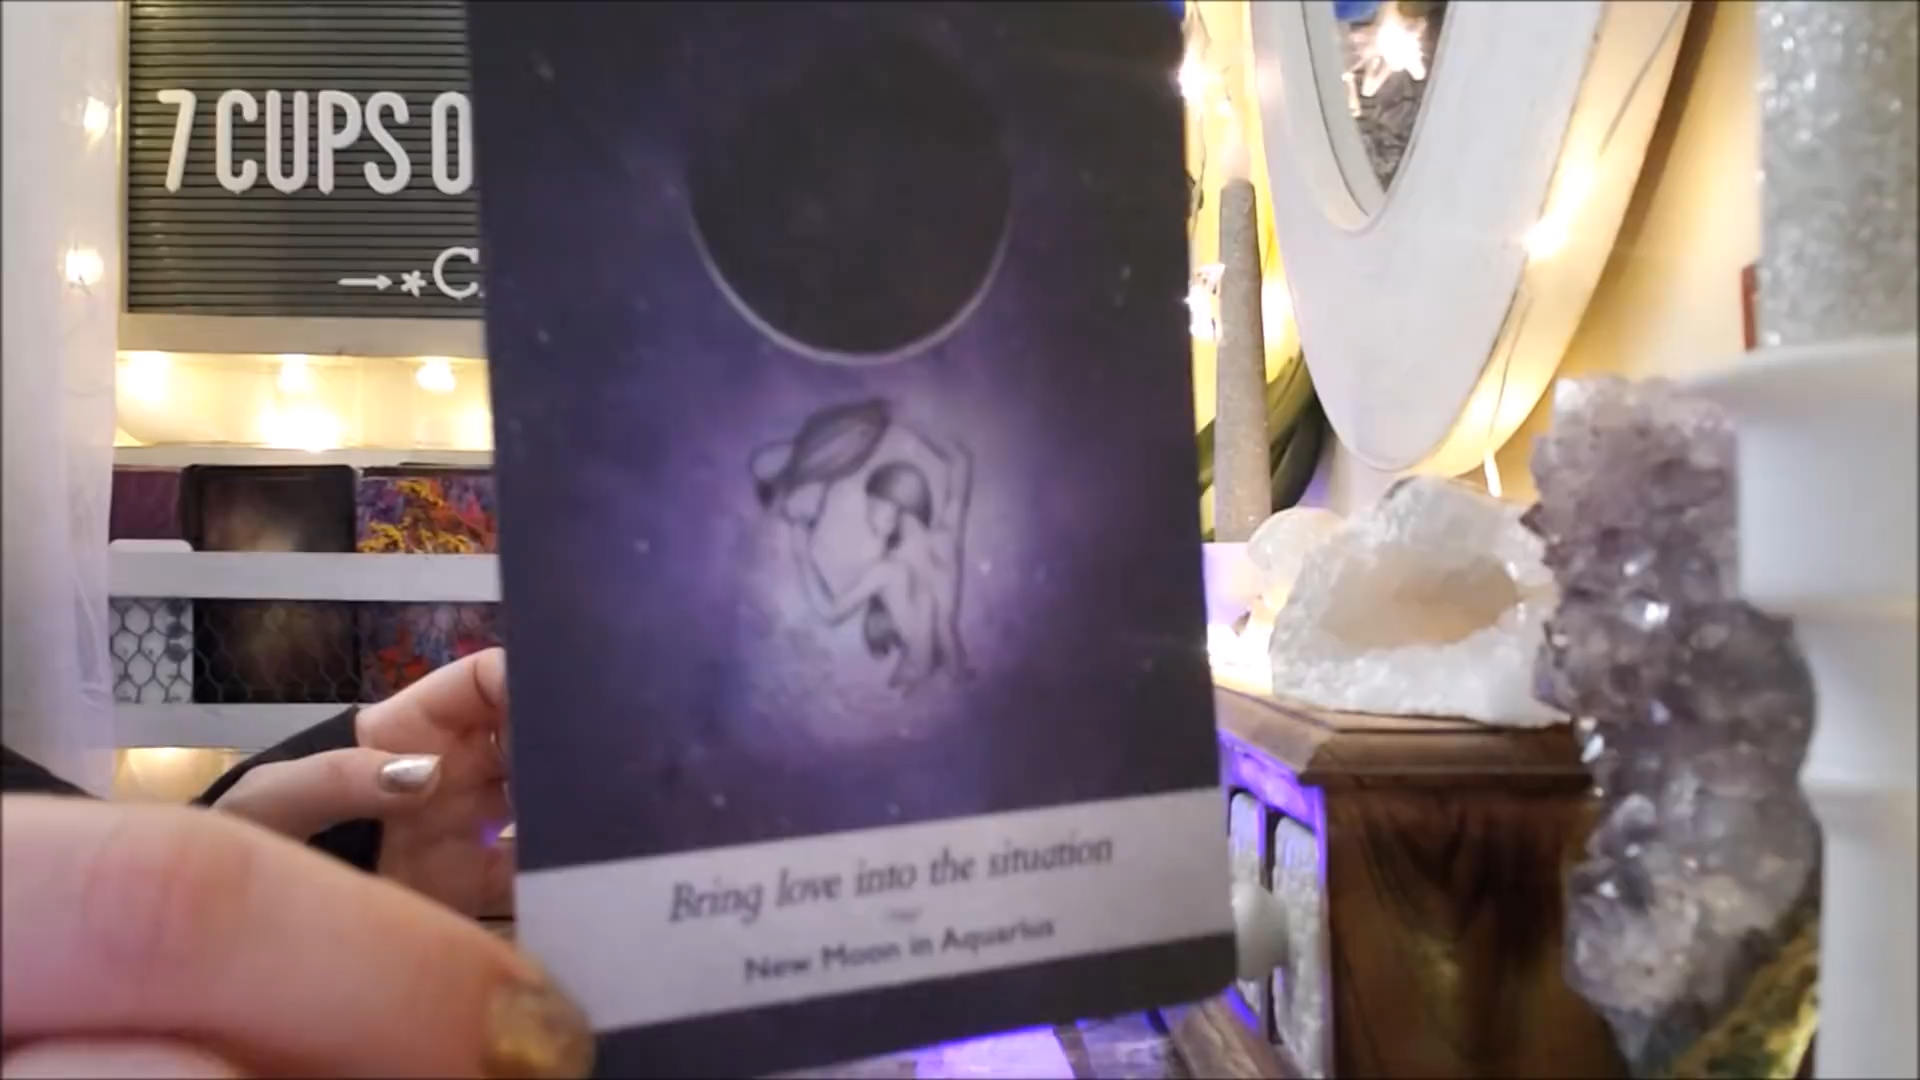 7 CUPS O
→*C
Bring love into the situation
New Moon in Aquarius